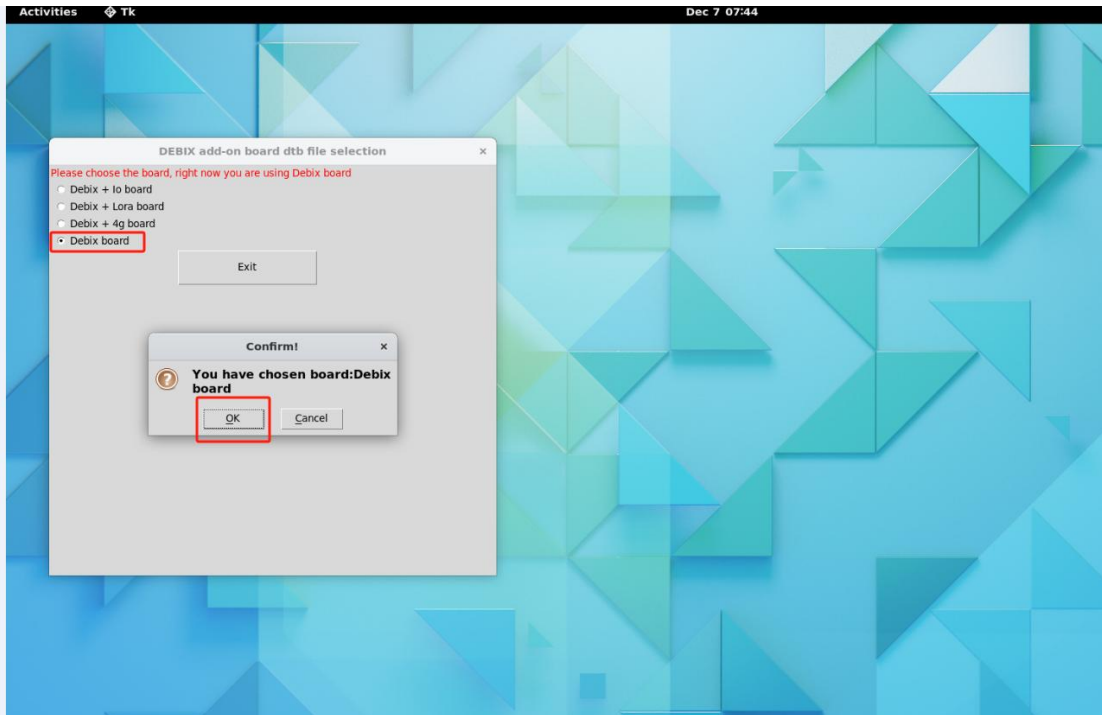 Activities Tk Dec 7 07:44
DEBIX add-on board dtb file selection ×
Please choose the board, right now you are using Debix board
Debix + Io board
Debix + Lora board
Debix + 4g board
Debix board
Exit
Confirm! ×
You have chosen board:Debix
board
OK Cancel